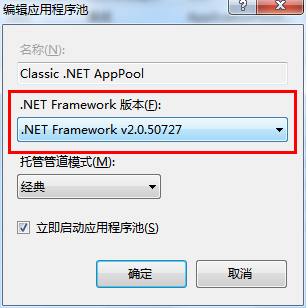 编辑应用程序池
名称(N):
Classic .NET AppPool
.NET Framework 版本(F):
.NET Framework v2.0.50727
托管管道模式(M):
经典
立即启动应用程序池(S)
确定
取消